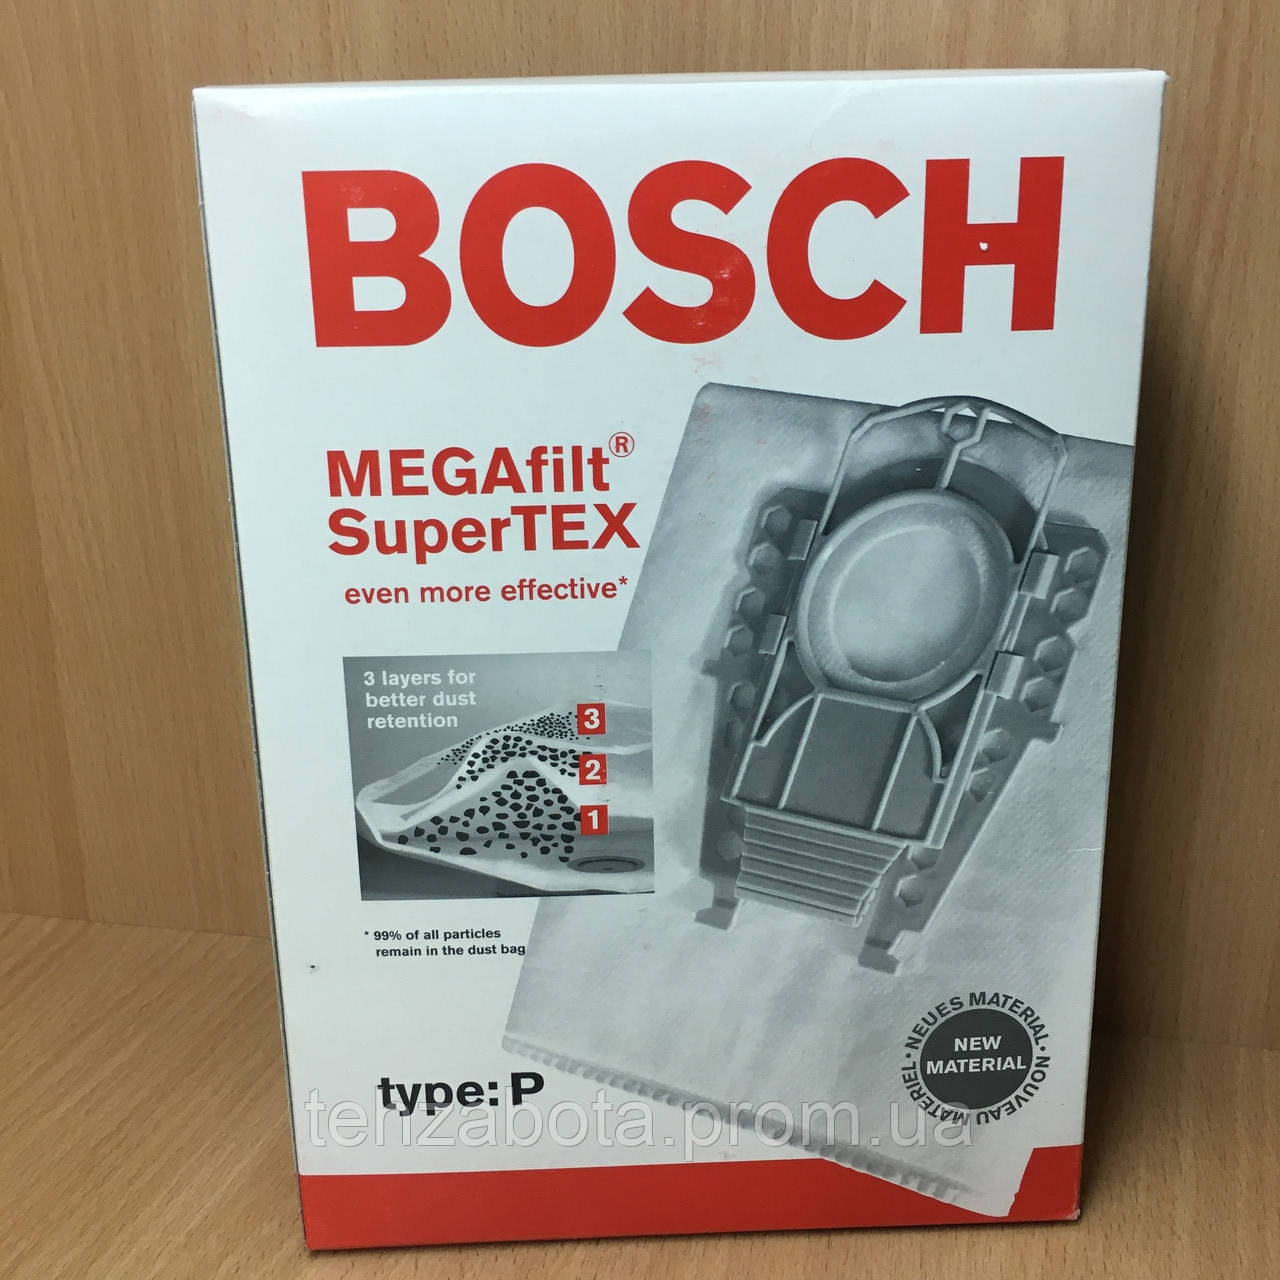 BOSCH
MEGAfilt®
SuperTEX
even more effective*
3 layers for
better dust
retention
3
2
1
* 99% of all particles
remain in the dust bag
type: P
NEUES MATERIAL · NOUVEAU MATERIEL ·
NEW
MATERIAL
tehzabota.prom.ua